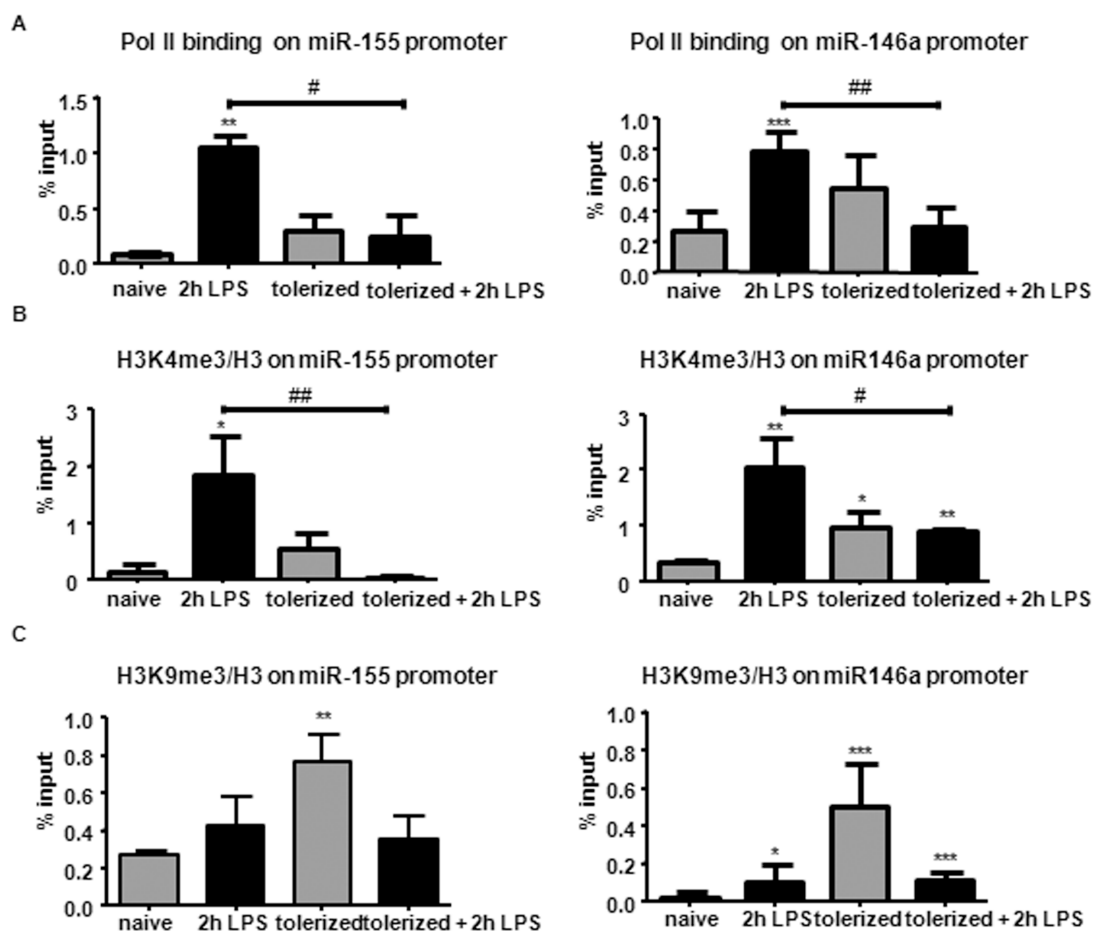 A
Pol II binding on miR-155 promoter
Pol II binding on miR-146a promoter
#
##
1.5
1.0
0.5
0.0
% input
**
naive 2h LPS tolerized tolerized + 2h LPS
1.0
0.8
0.6
0.4
0.2
0.0
% input
***
naive 2h LPS tolerized tolerized + 2h LPS
B
H3K4me3/H3 on miR-155 promoter
H3K4me3/H3 on miR146a promoter
##
#
3
2
1
0
% input
*
naive 2h LPS tolerized tolerized + 2h LPS
3
2
1
0
% input
**
*
**
naive 2h LPS tolerized tolerized + 2h LPS
C
H3K9me3/H3 on miR-155 promoter
H3K9me3/H3 on miR146a promoter
1.0
0.8
0.6
0.4
0.2
0.0
% input
**
naive 2h LPS tolerized tolerized + 2h LPS
1.0
0.8
0.6
0.4
0.2
0.0
% input
*
***
***
naive 2h LPS tolerized tolerized + 2h LPS